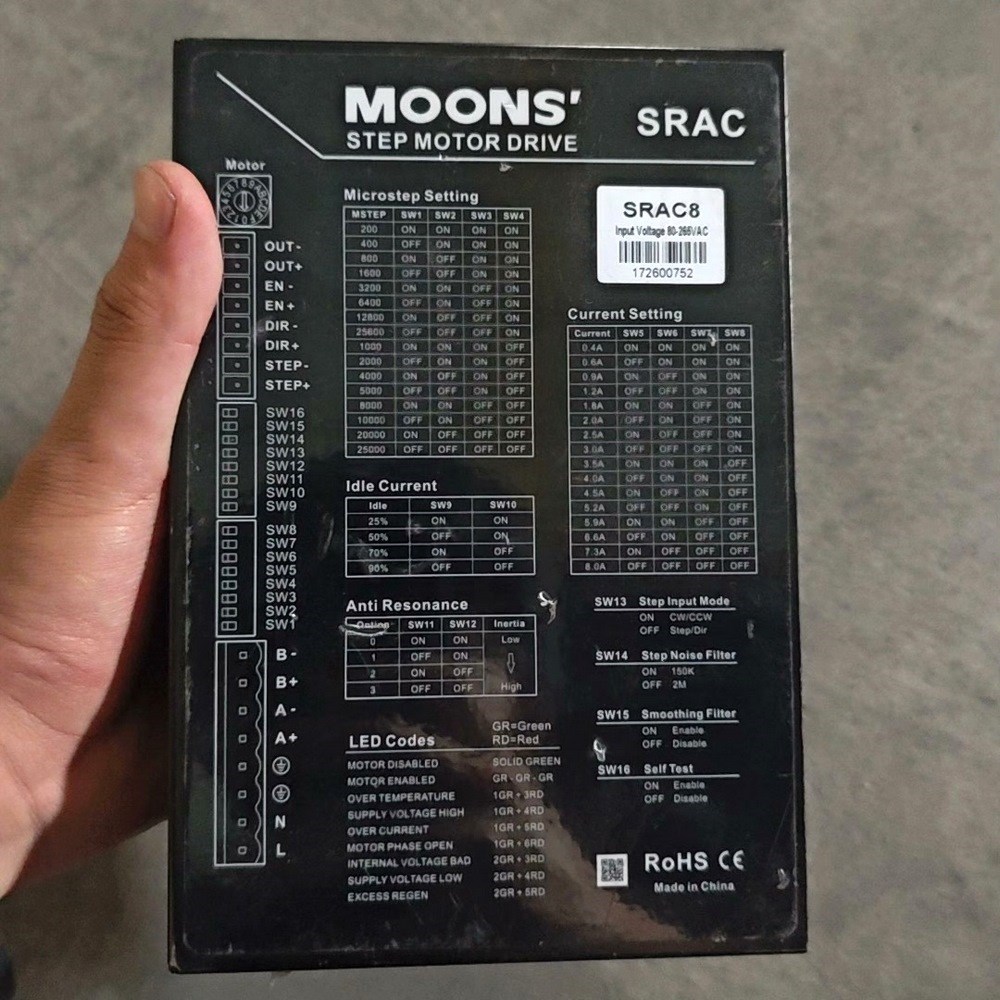 MOONS'
STEP MOTOR DRIVE
SRAC
Motor
OUT-
OUT+
EN-
EN+
DIR-
DIR+
STEP-
STEP+
SW16
SW15
SW14
SW13
SW12
SW11
SW10
SW9
SW8
SW7
SW6
SW5
SW4
SW3
SW2
SW1
B-
B+
A-
A+
N
L
Microstep Setting
MSTEP SW1 SW2 SW3 SW4
200 ON ON ON ON
400 OFF ON ON ON
800 ON OFF ON ON
1600 OFF OFF ON ON
3200 ON ON OFF ON
6400 OFF ON OFF ON
12800 ON OFF OFF ON
25600 OFF OFF OFF ON
1000 ON ON ON OFF
2000 OFF ON ON OFF
4000 ON OFF ON OFF
5000 OFF OFF ON OFF
8000 ON ON OFF OFF
10000 OFF ON OFF OFF
20000 ON OFF OFF OFF
25000 OFF OFF OFF OFF
Idle Current
Idle SW9 SW10
25% ON ON
50% OFF ON
70% ON OFF
90% OFF OFF
Anti Resonance
Option SW11 SW12 Inertia
0 ON ON Low
1 OFF ON
2 ON OFF
3 OFF OFF High
LED Codes
GR=Green
RD=Red
MOTOR DISABLED SOLID GREEN
MOTOR ENABLED GR-GR-GR
OVER TEMPERATURE 1GR+3RD
SUPPLY VOLTAGE HIGH 1GR+4RD
OVER CURRENT 1GR+5RD
MOTOR PHASE OPEN 1GR+6RD
INTERNAL VOLTAGE BAD 2GR+3RD
SUPPLY VOLTAGE LOW 2GR+4RD
EXCESS REGEN 2GR+5RD
SRAC8
Input Voltage 80-265VAC
172600752
Current Setting
Current SW5 SW6 SW7 SW8
0.4A ON ON ON ON
0.6A OFF ON ON ON
0.9A ON OFF ON ON
1.2A OFF OFF ON ON
1.8A ON ON OFF ON
2.0A OFF ON OFF ON
2.5A ON OFF OFF ON
3.0A OFF OFF OFF ON
3.5A ON ON ON OFF
4.0A OFF ON ON OFF
4.5A ON OFF ON OFF
5.2A OFF OFF ON OFF
5.9A ON ON OFF OFF
6.6A OFF ON OFF OFF
7.3A ON OFF OFF OFF
8.0A OFF OFF OFF OFF
SW13 Step Input Mode
ON CW/CCW
OFF Step/Dir
SW14 Step Noise Filter
ON 150K
OFF 2M
SW15 Smoothing Filter
ON Enable
OFF Disable
SW16 Self Test
ON Enable
OFF Disable
RoHS CE
Made in China